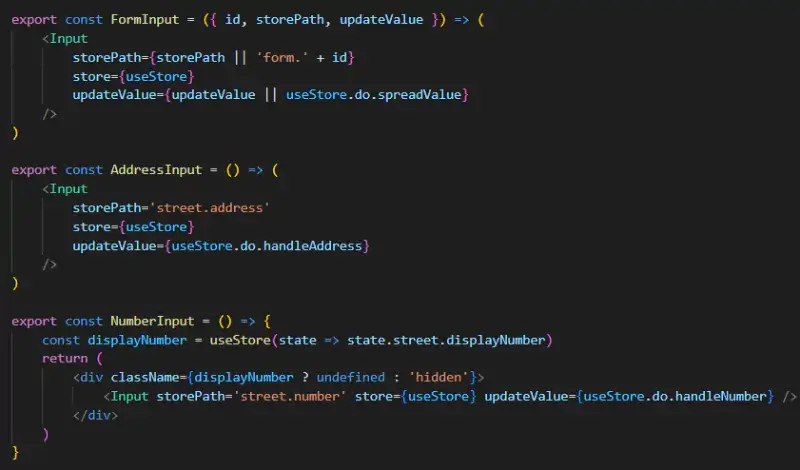 export const FormInput = ({ id, storePath, updateValue }) => (
    <Input
        storePath={storePath || 'form.' + id}
        store={useStore}
        updateValue={updateValue || useStore.do.spreadValue}
    />
)

export const AddressInput = () => (
    <Input
        storePath='street.address'
        store={useStore}
        updateValue={useStore.do.handleAddress}
    />
)

export const NumberInput = () => {
    const displayNumber = useStore(state => state.street.displayNumber)
    return (
        <div className={displayNumber ? undefined : 'hidden'}>
            <Input storePath='street.number' store={useStore} updateValue={useStore.do.handleNumber} />
        </div>
    )
}